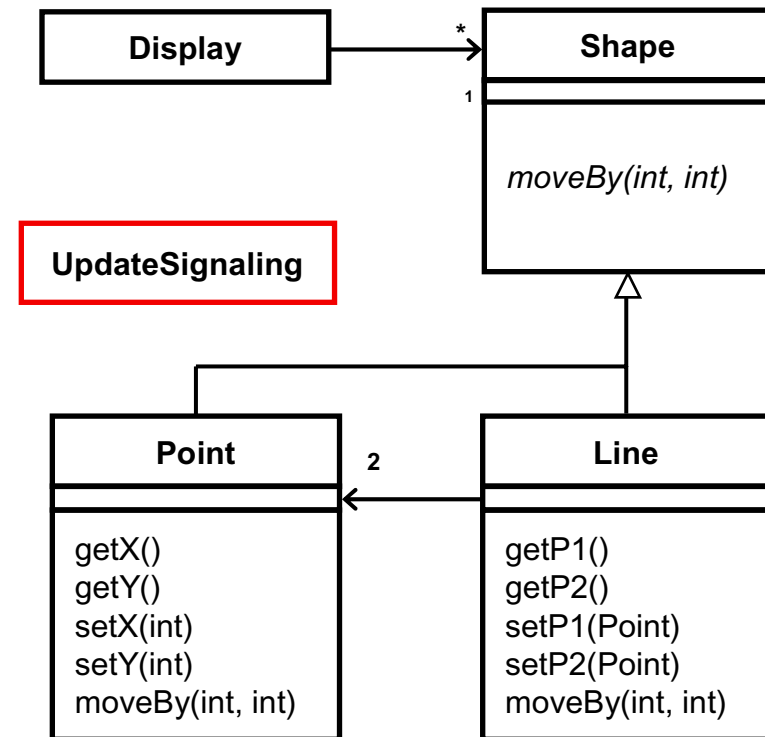 Display
*
Shape
1
moveBy(int, int)
UpdateSignaling
Point
2
Line
getX()
getY()
setX(int)
setY(int)
moveBy(int, int)
getP1()
getP2()
setP1(Point)
setP2(Point)
moveBy(int, int)